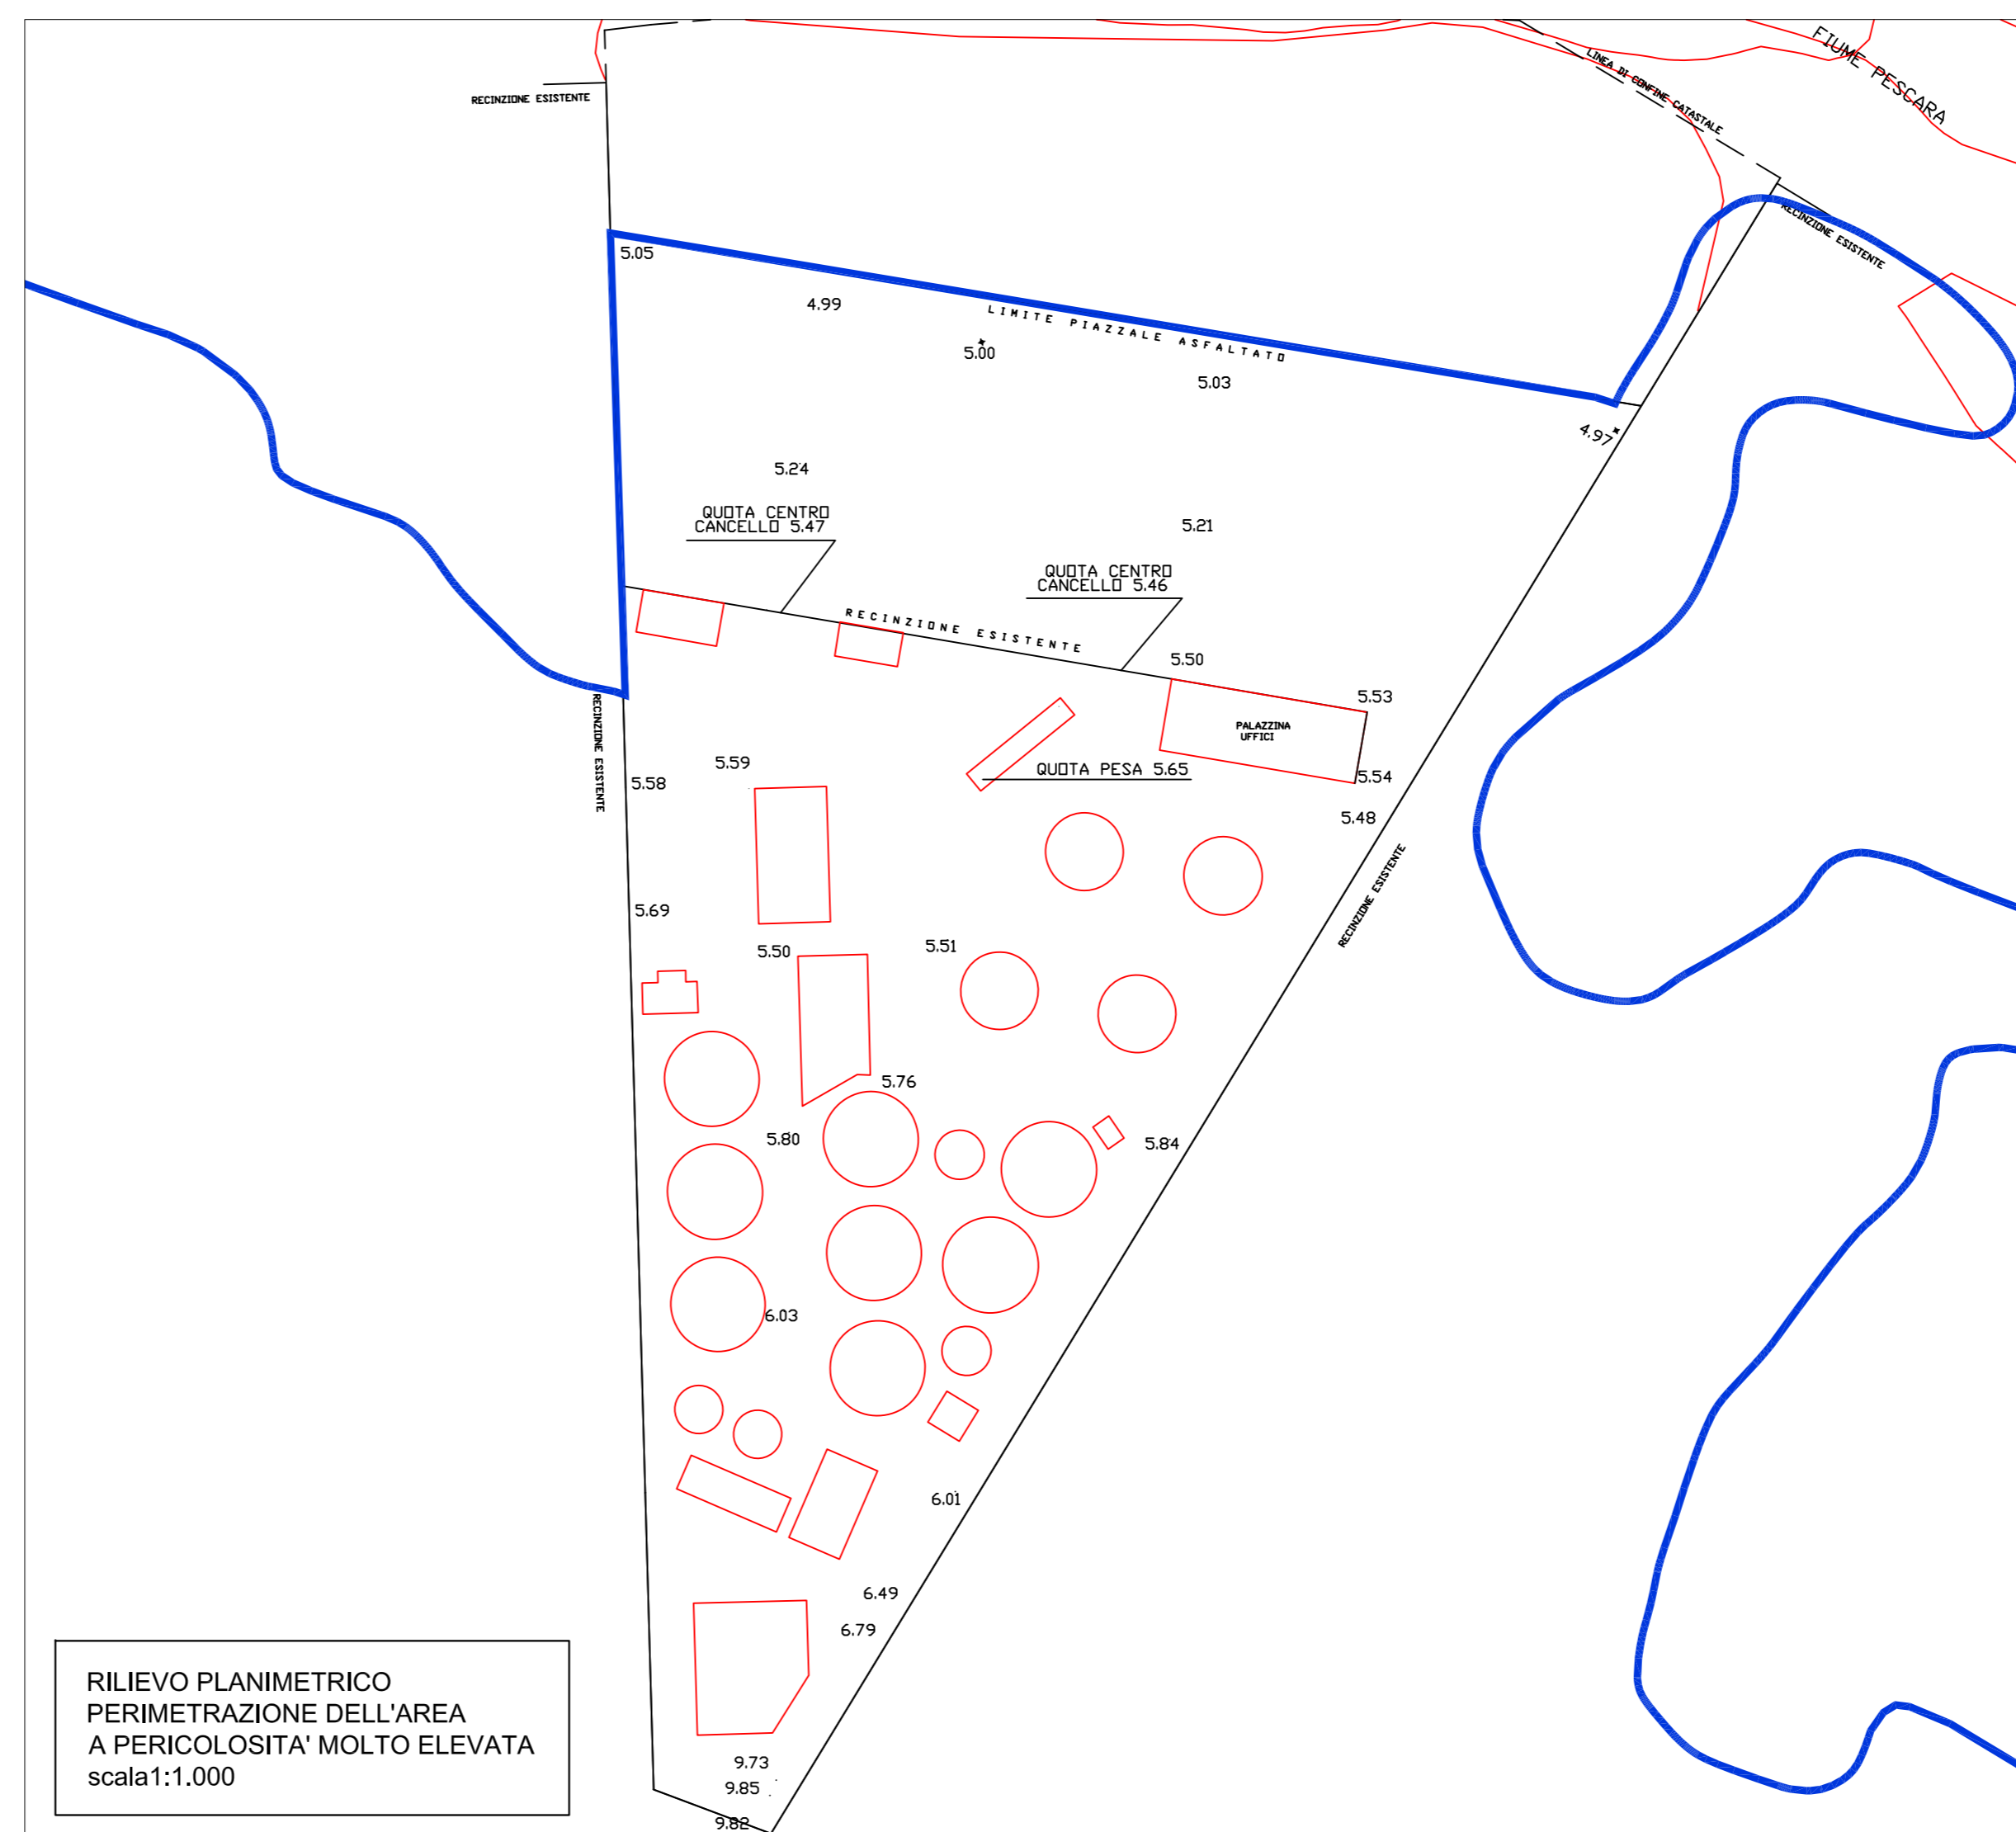 FIUME PESCARA
LINEA DI CONFINE CATASTALE
RECINZIONE ESISTENTE
RECINZIONE ESISTENTE
5.05
4.99
LIMITE PIAZZALE ASFALTATO
5.00
5.03
4.97
5.24
QUOTA CENTRO
CANCELLO 5.47
5.21
QUOTA CENTRO
CANCELLO 5.46
RECINZIONE ESISTENTE
5.50
5.53
PALAZZINA
UFFICI
RECINZIONE ESISTENTE
5.59
QUOTA PESA 5.65
5.54
5.58
5.48
RECINZIONE ESISTENTE
5.69
5.50
5.51
5.76
5.80
5.84
6.03
6.01
6.49
6.79
9.73
9.85
9.82
RILIEVO PLANIMETRICO
PERIMETRAZIONE DELL'AREA
A PERICOLOSITA' MOLTO ELEVATA
scala1:1.000